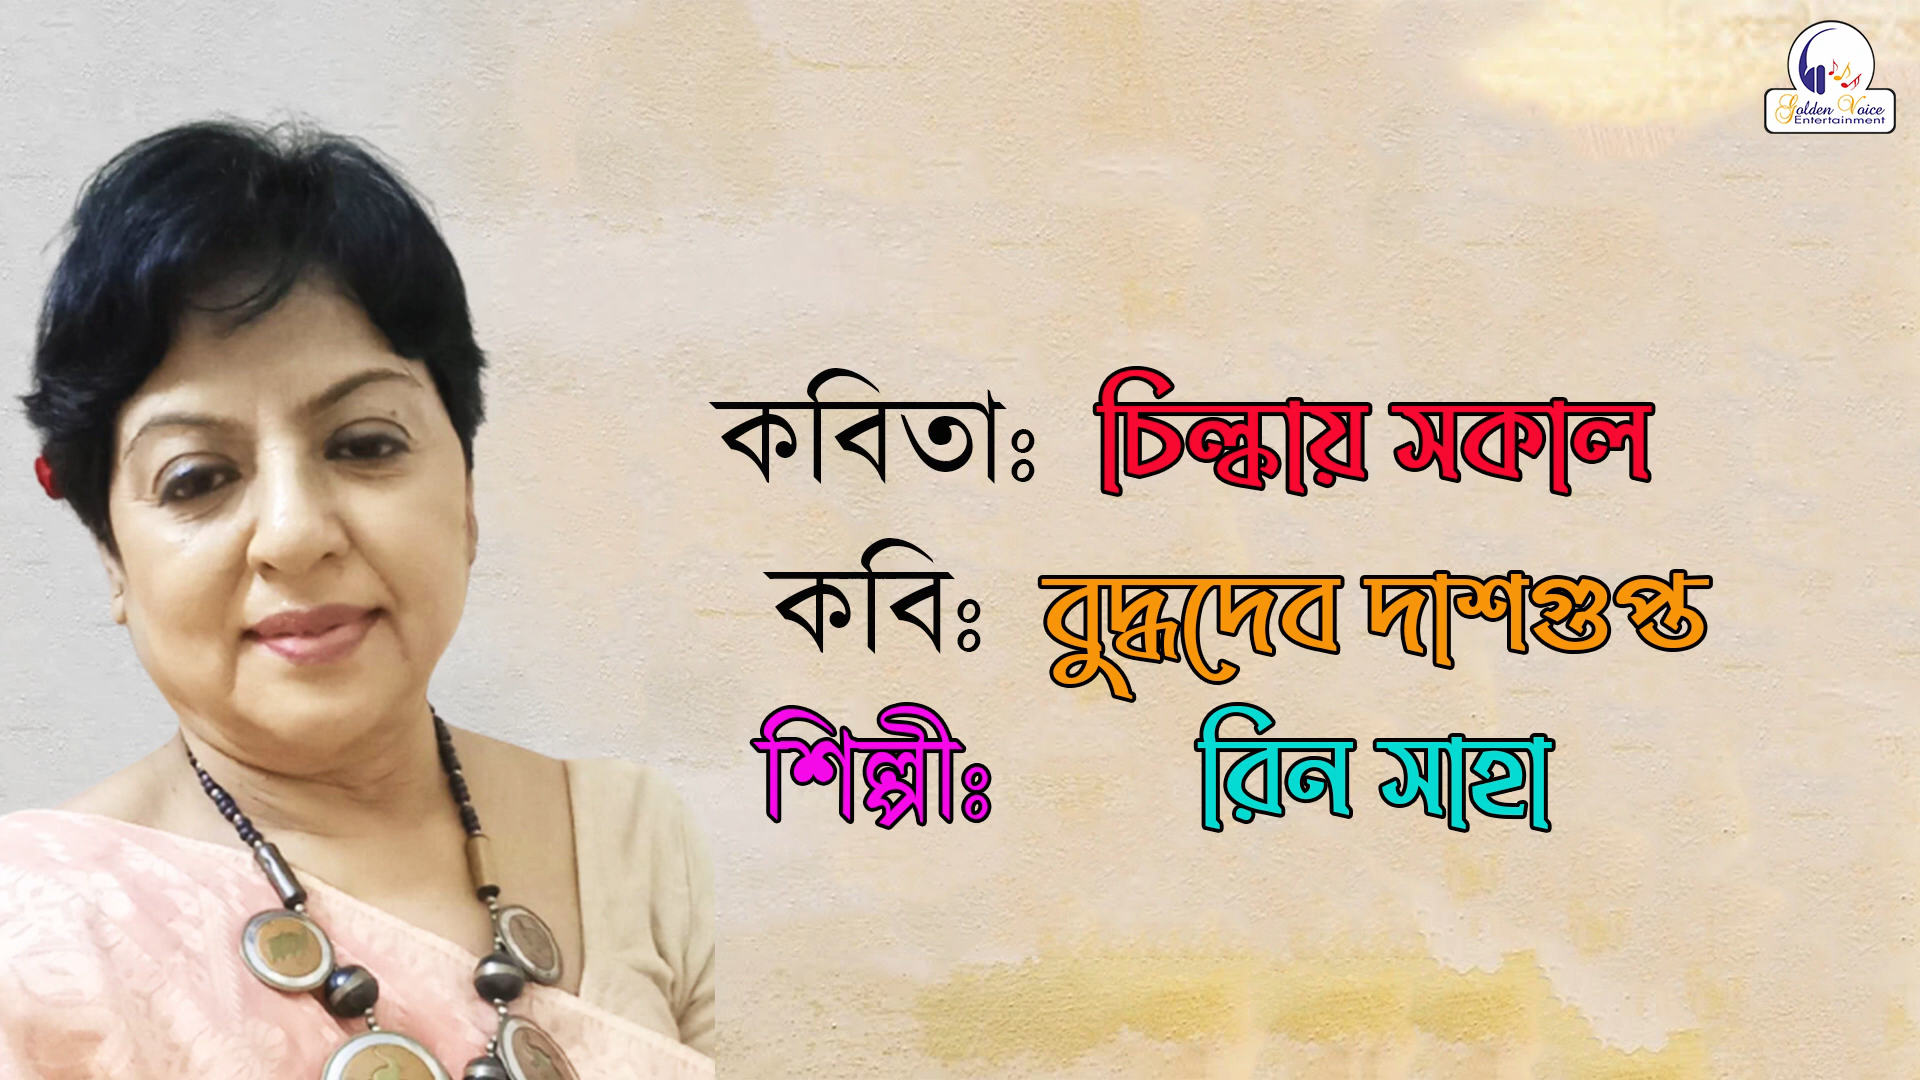 Golden Voice
Entertainment
কবিতাঃ চিল্কায় সকাল
কবিঃ বুদ্ধদেব দাশগুপ্ত
শিল্পীঃ রিন সাহা